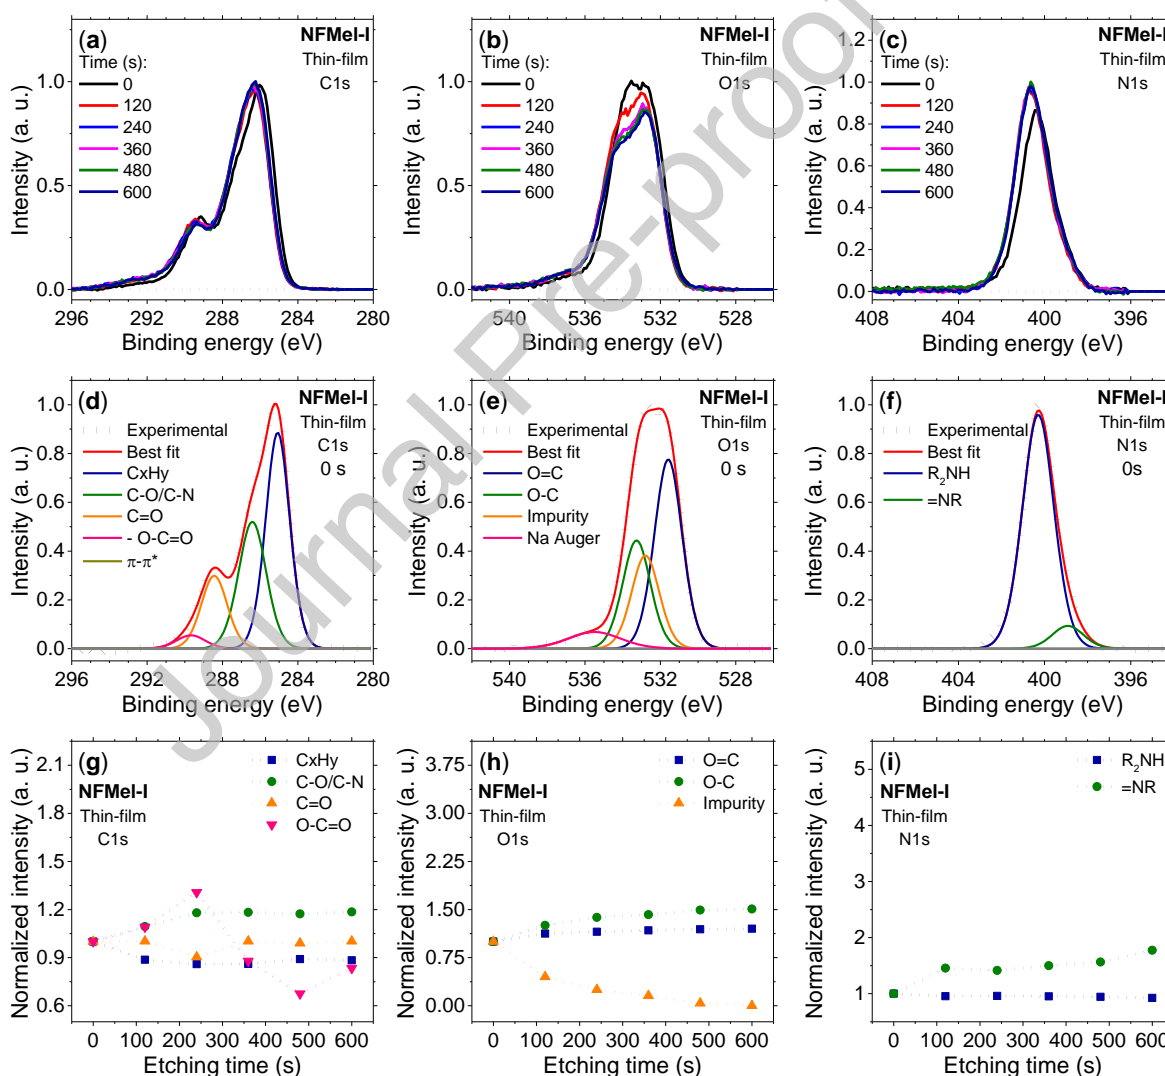 (a)
NFMel-I
Thin-film
C1s
Time (s):
0
120
240
360
480
600
Intensity (a. u.)
1.0
0.5
0.0
296 292 288 284 280
Binding energy (eV)
(b)
NFMel-I
Thin-film
O1s
Time (s):
0
120
240
360
480
600
Intensity (a. u.)
1.0
0.5
0.0
540 536 532 528
Binding energy (eV)
(c)
NFMel-I
Thin-film
N1s
Time (s):
0
120
240
360
480
600
Intensity (a. u.)
1.2
1.0
0.8
0.6
0.4
0.2
0.0
408 404 400 396
Binding energy (eV)
(d)
NFMel-I
Thin-film
C1s
0 s
Experimental
Best fit
CxHy
C-O/C-N
C=O
- O-C=O
π-π*
Intensity (a. u.)
1.0
0.8
0.6
0.4
0.2
0.0
296 292 288 284 280
Binding energy (eV)
(e)
NFMel-I
Thin-film
O1s
0 s
Experimental
Best fit
O=C
O-C
Impurity
Na Auger
Intensity (a. u.)
1.0
0.8
0.6
0.4
0.2
0.0
540 536 532 528
Binding energy (eV)
(f)
NFMel-I
Thin-film
N1s
0s
Experimental
Best fit
R₂NH
=NR
Intensity (a. u.)
1.0
0.8
0.6
0.4
0.2
0.0
408 404 400 396
Binding energy (eV)
(g)
NFMel-I
Thin-film
C1s
CxHy
C-O/C-N
C=O
O-C=O
Normalized intensity (a. u.)
2.1
1.8
1.5
1.2
0.9
0.6
0 100 200 300 400 500 600
Etching time (s)
(h)
NFMel-I
Thin-film
O1s
O=C
O-C
Impurity
Normalized intensity (a. u.)
3.75
3.00
2.25
1.50
0.75
0.00
0 100 200 300 400 500 600
Etching time (s)
(i)
NFMel-I
Thin-film
N1s
R₂NH
=NR
Normalized intensity (a. u.)
5
4
3
2
1
0 100 200 300 400 500 600
Etching time (s)
Journal Pre-proof